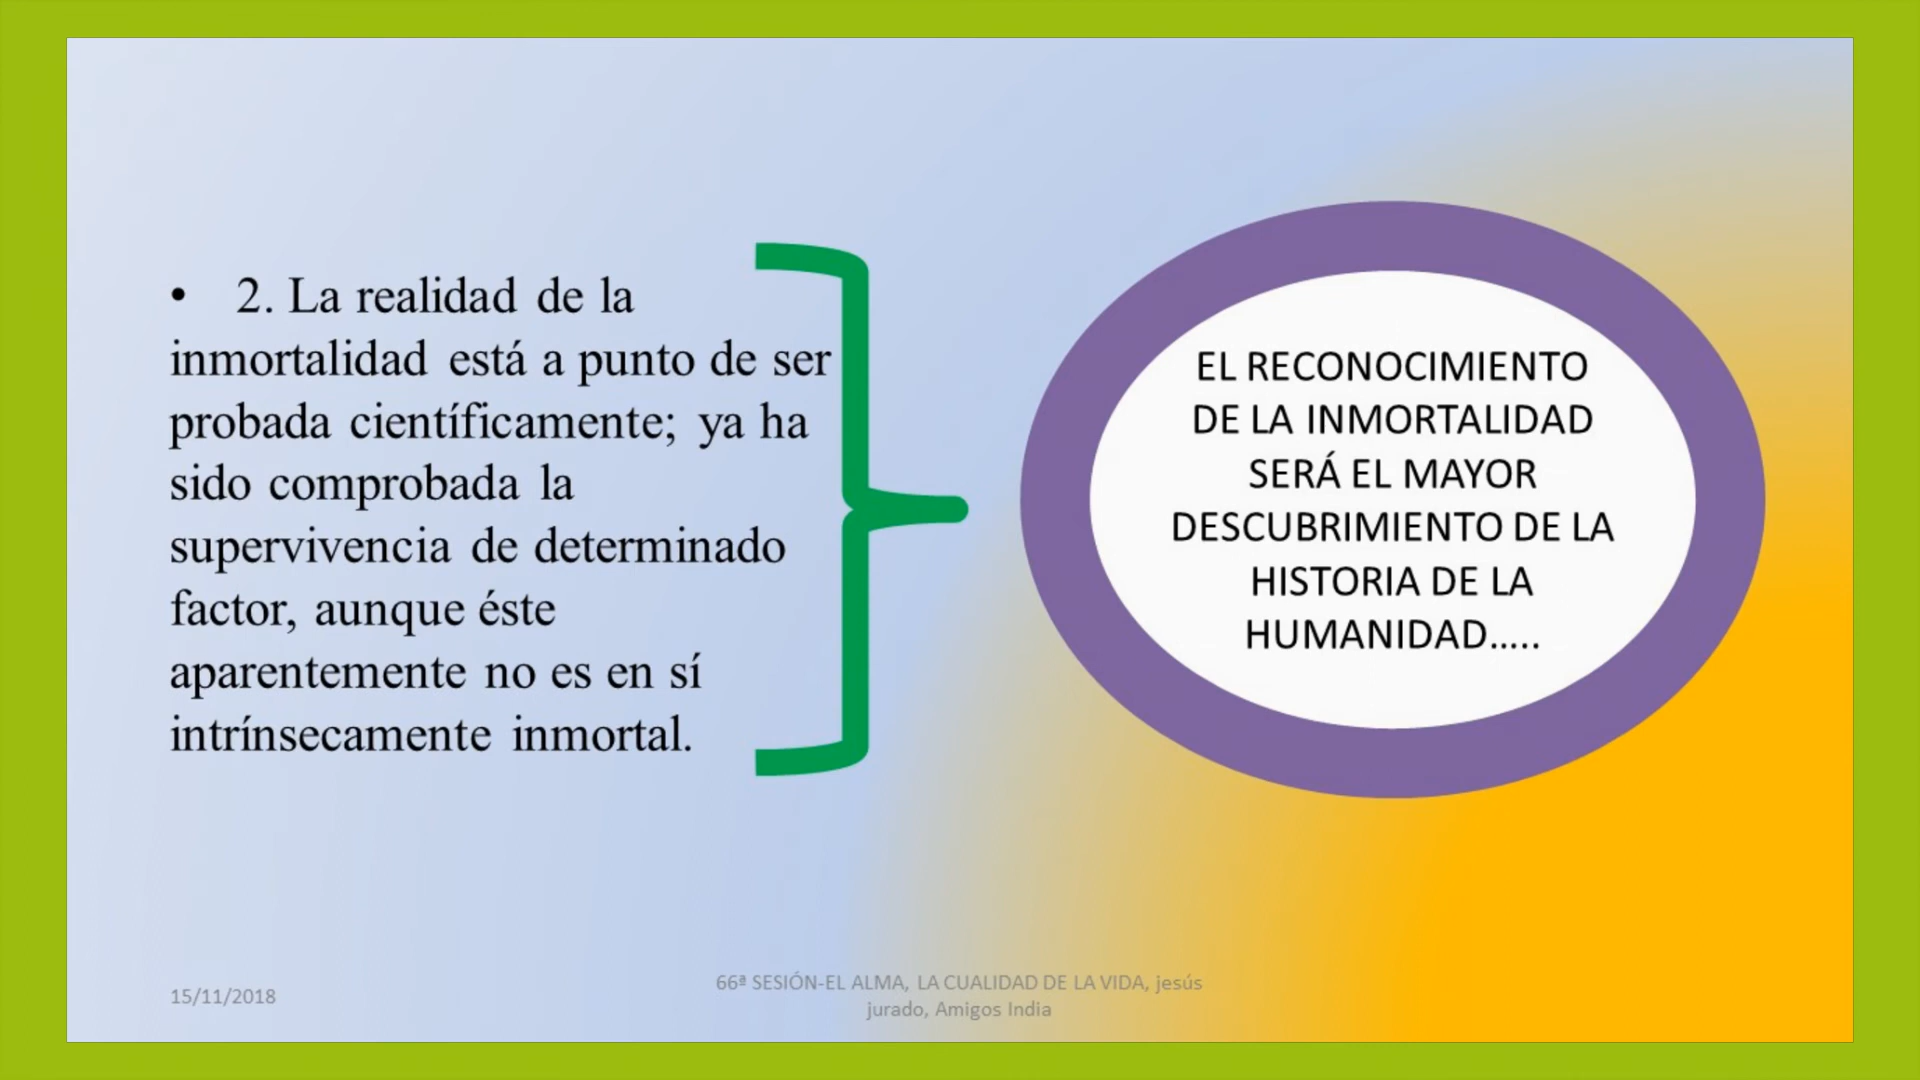 • 2. La realidad de la
inmortalidad está a punto de ser
probada científicamente; ya ha
sido comprobada la
supervivencia de determinado
factor, aunque éste
aparentemente no es en sí
intrínsecamente inmortal.
EL RECONOCIMIENTO
DE LA INMORTALIDAD
SERÁ EL MAYOR
DESCUBRIMIENTO DE LA
HISTORIA DE LA
HUMANIDAD.....
15/11/2018
66ª SESIÓN-EL ALMA, LA CUALIDAD DE LA VIDA, jesús
jurado, Amigos India